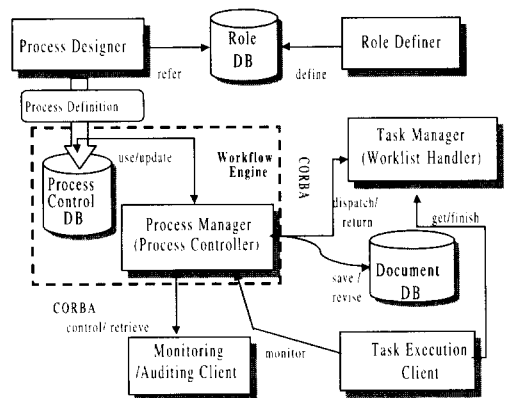 Process Designer
Role
DB
Role Definer
refer
define
Process Definition
use/update
Workflow
Engine
CORBA
Task Manager
(Worklist Handler)
Process
Control
DB
dispatch/
return
get/finish
Process Manager
(Process Controller)
Document
DB
save /
revise
CORBA
control/ retrieve
Monitoring
/Auditing Client
monitor
Task Execution
Client